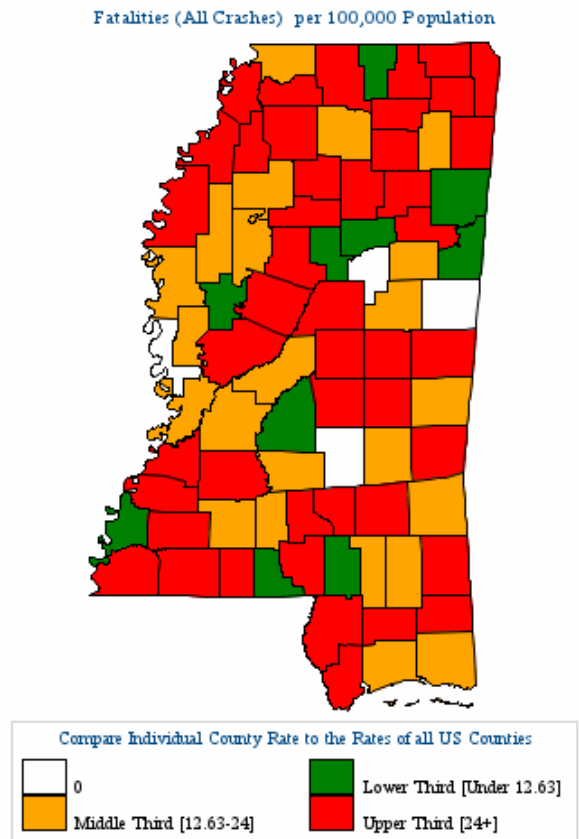 Fatalities (All Crashes) per 100,000 Population
Compare Individual County Rate to the Rates of all US Counties
0
Lower Third [Under 12.63]
Middle Third [12.63-24]
Upper Third [24+]